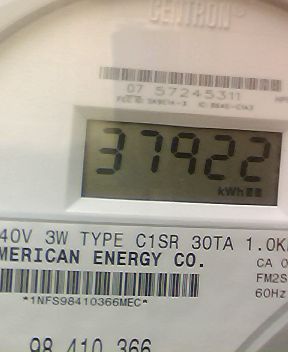 CENTRON®
07 57245311
37922
kWh
40V 3W TYPE C1SR 30TA 1.0K
MERICAN ENERGY CO.
CA 0
FM2S
60Hz
*1NFS98410366MEC*
98 410 366